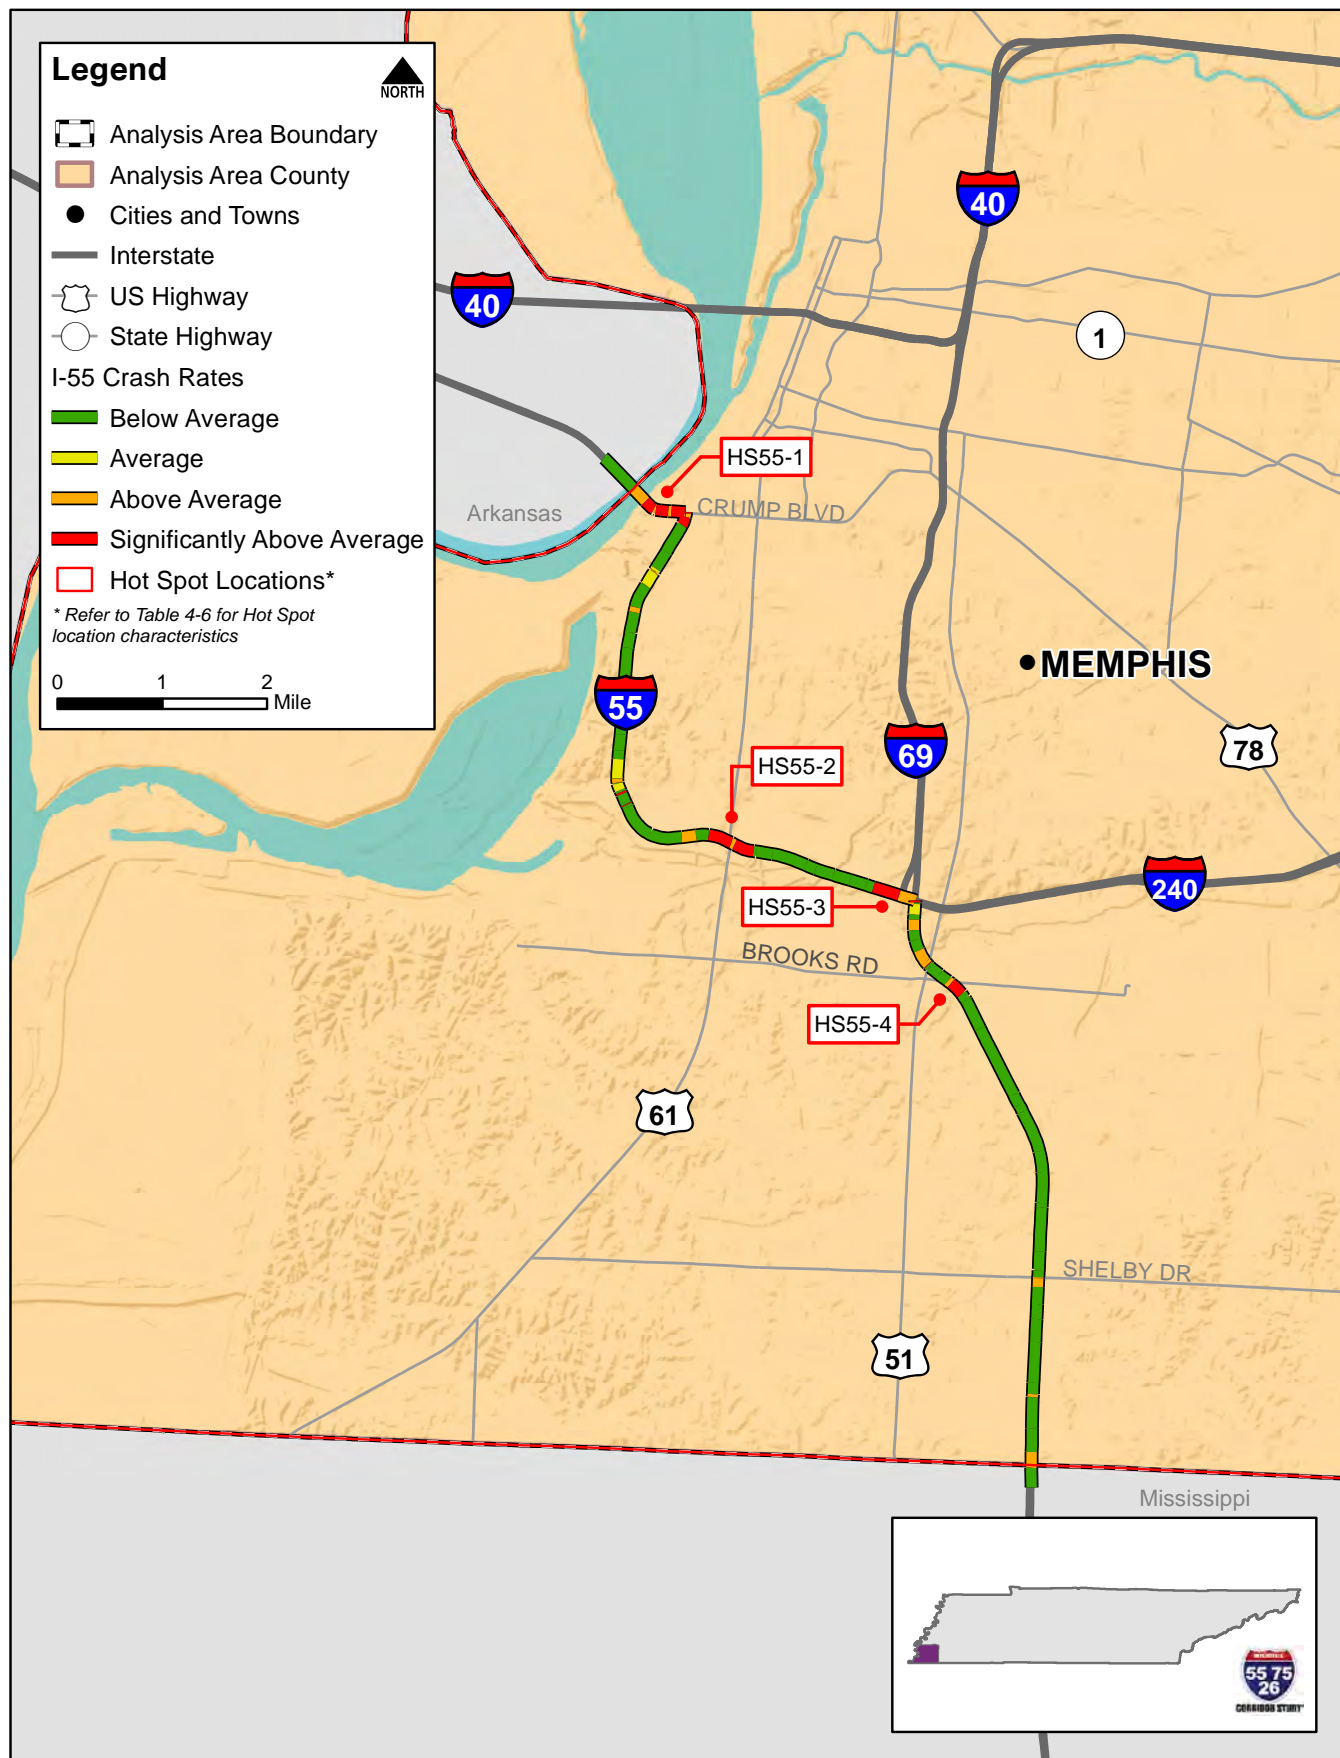 Legend
NORTH
Analysis Area Boundary
Analysis Area County
Cities and Towns
Interstate
US Highway
State Highway
I-55 Crash Rates
Below Average
Average
Above Average
Significantly Above Average
Hot Spot Locations*
* Refer to Table 4-6 for Hot Spot
location characteristics
0 1 2
Mile
40
40
1
HS55-1
CRUMP BLVD
Arkansas
MEMPHIS
55
69
78
HS55-2
240
HS55-3
BROOKS RD
HS55-4
61
SHELBY DR
51
Mississippi
55 75
26
CORRIDOR STUDY